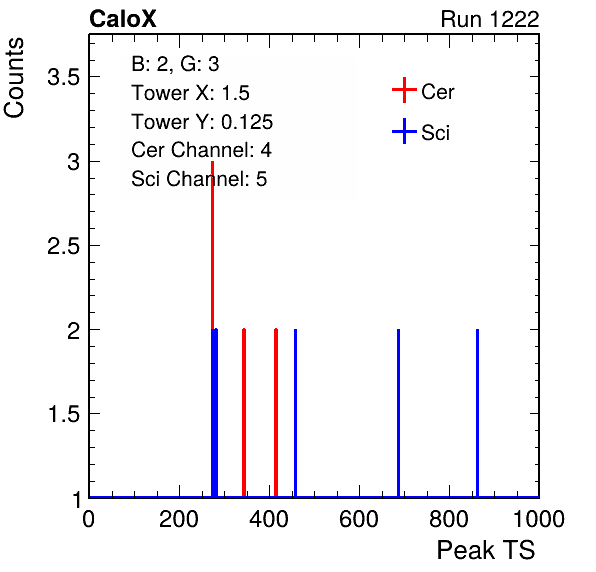 CaloX Run 1222
Counts
3.5
3
2.5
2
1.5
1
B: 2, G: 3
Tower X: 1.5
Tower Y: 0.125
Cer Channel: 4
Sci Channel: 5
Cer
Sci
0 200 400 600 800 1000
Peak TS